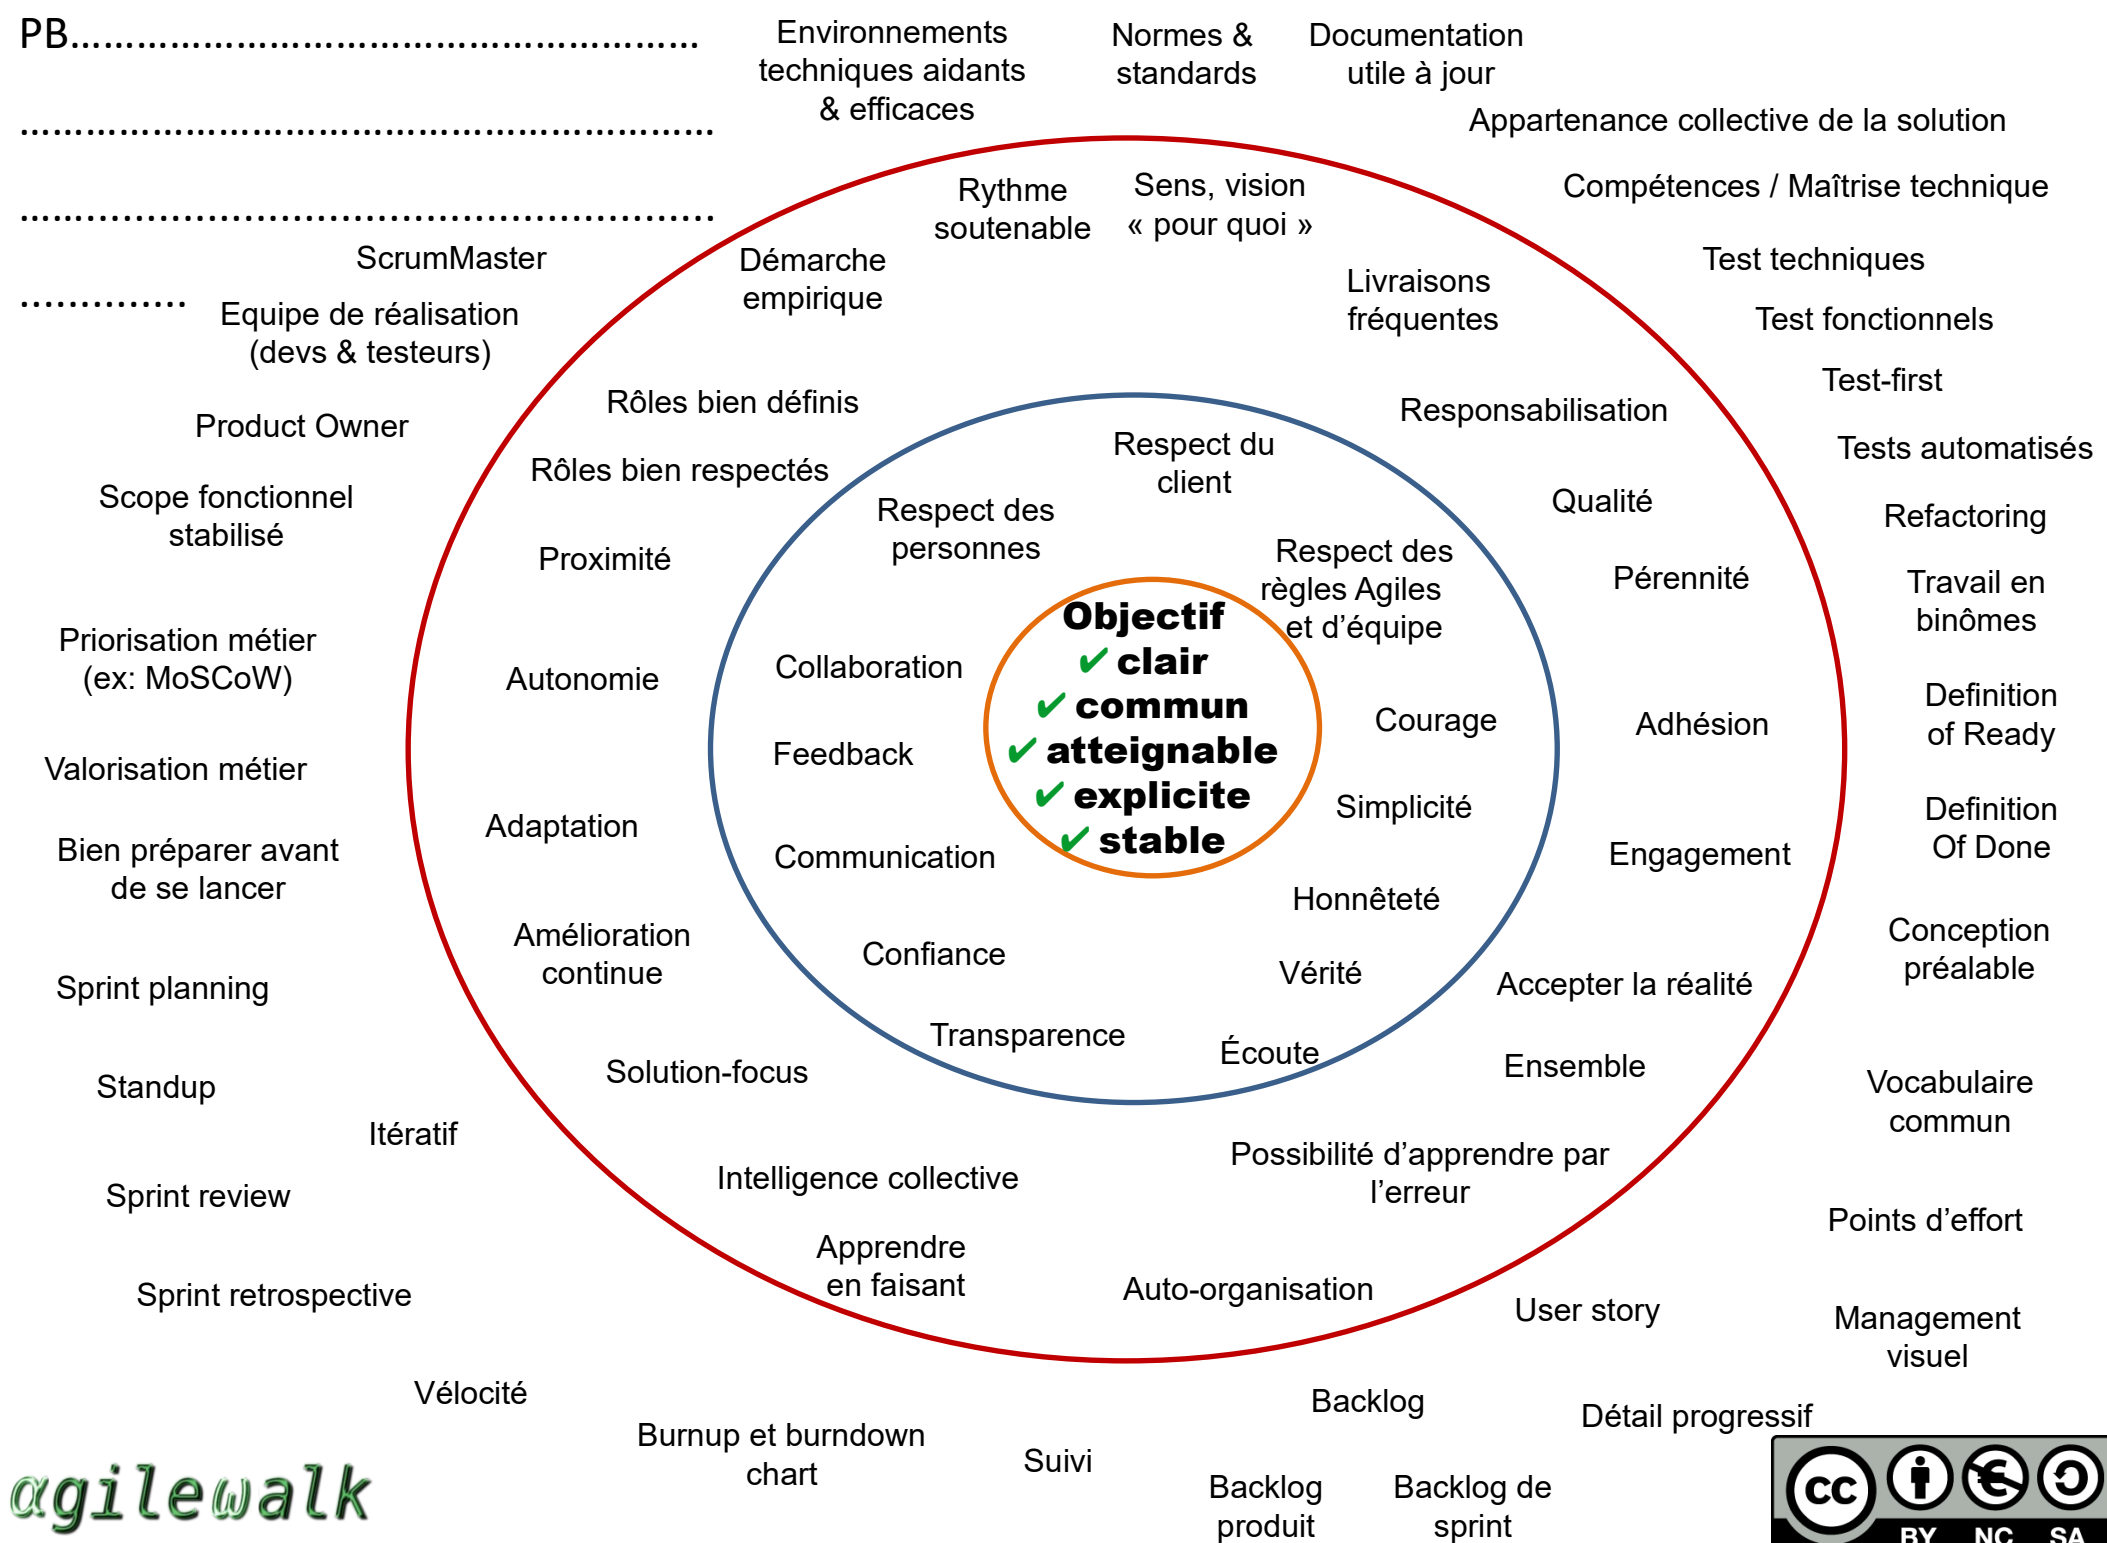 PB.........................................................
...............................................................
...............................................................
..............
Environnements
techniques aidants
& efficaces
Normes &
standards
Documentation
utile à jour
Appartenance collective de la solution
Compétences / Maîtrise technique
Test techniques
Test fonctionnels
Test-first
Tests automatisés
Refactoring
Travail en
binômes
Definition
of Ready
Definition
Of Done
Conception
préalable
Vocabulaire
commun
Points d’effort
Management
visuel
Détail progressif
User story
Backlog
Backlog de
sprint
Backlog
produit
Suivi
Burnup et burndown
chart
Vélocité
Sprint retrospective
Sprint review
Itératif
Standup
Sprint planning
Bien préparer avant
de se lancer
Valorisation métier
Priorisation métier
(ex: MoSCoW)
Scope fonctionnel
stabilisé
Product Owner
Equipe de réalisation
(devs & testeurs)
ScrumMaster
Rythme
soutenable
Sens, vision
« pour quoi »
Livraisons
fréquentes
Responsabilisation
Qualité
Pérennité
Adhésion
Engagement
Accepter la réalité
Ensemble
Possibilité d’apprendre par
l’erreur
Auto-organisation
Apprendre
en faisant
Intelligence collective
Solution-focus
Amélioration
continue
Adaptation
Autonomie
Proximité
Rôles bien respectés
Rôles bien définis
Démarche
empirique
Respect du
client
Respect des
règles Agiles
et d’équipe
Courage
Simplicité
Honnêteté
Vérité
Écoute
Transparence
Confiance
Communication
Feedback
Collaboration
Respect des
personnes
Objectif
✔ clair
✔ commun
✔ atteignable
✔ explicite
✔ stable
αgilewalk
cc
BY NC SA